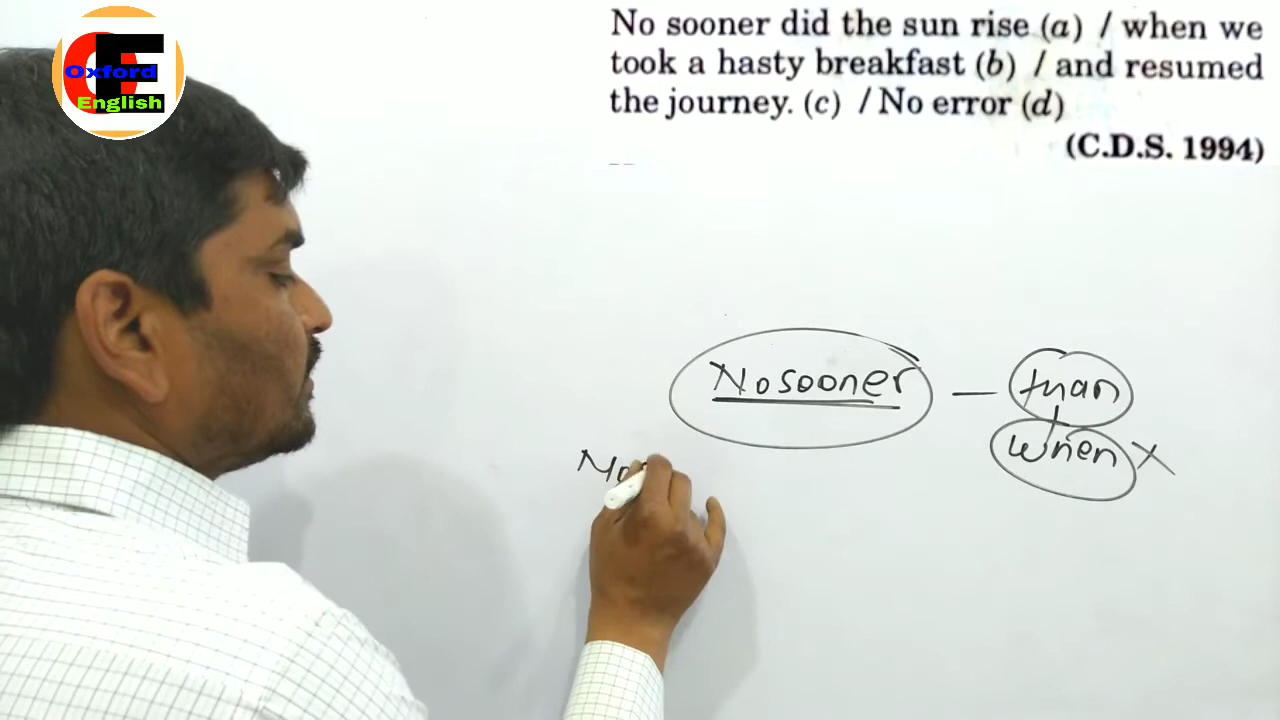 Oxford
English
No sooner did the sun rise (a) / when we
took a hasty breakfast (b) / and resumed
the journey. (c) / No error (d)
(C.D.S. 1994)
No sooner — than
when ×
No